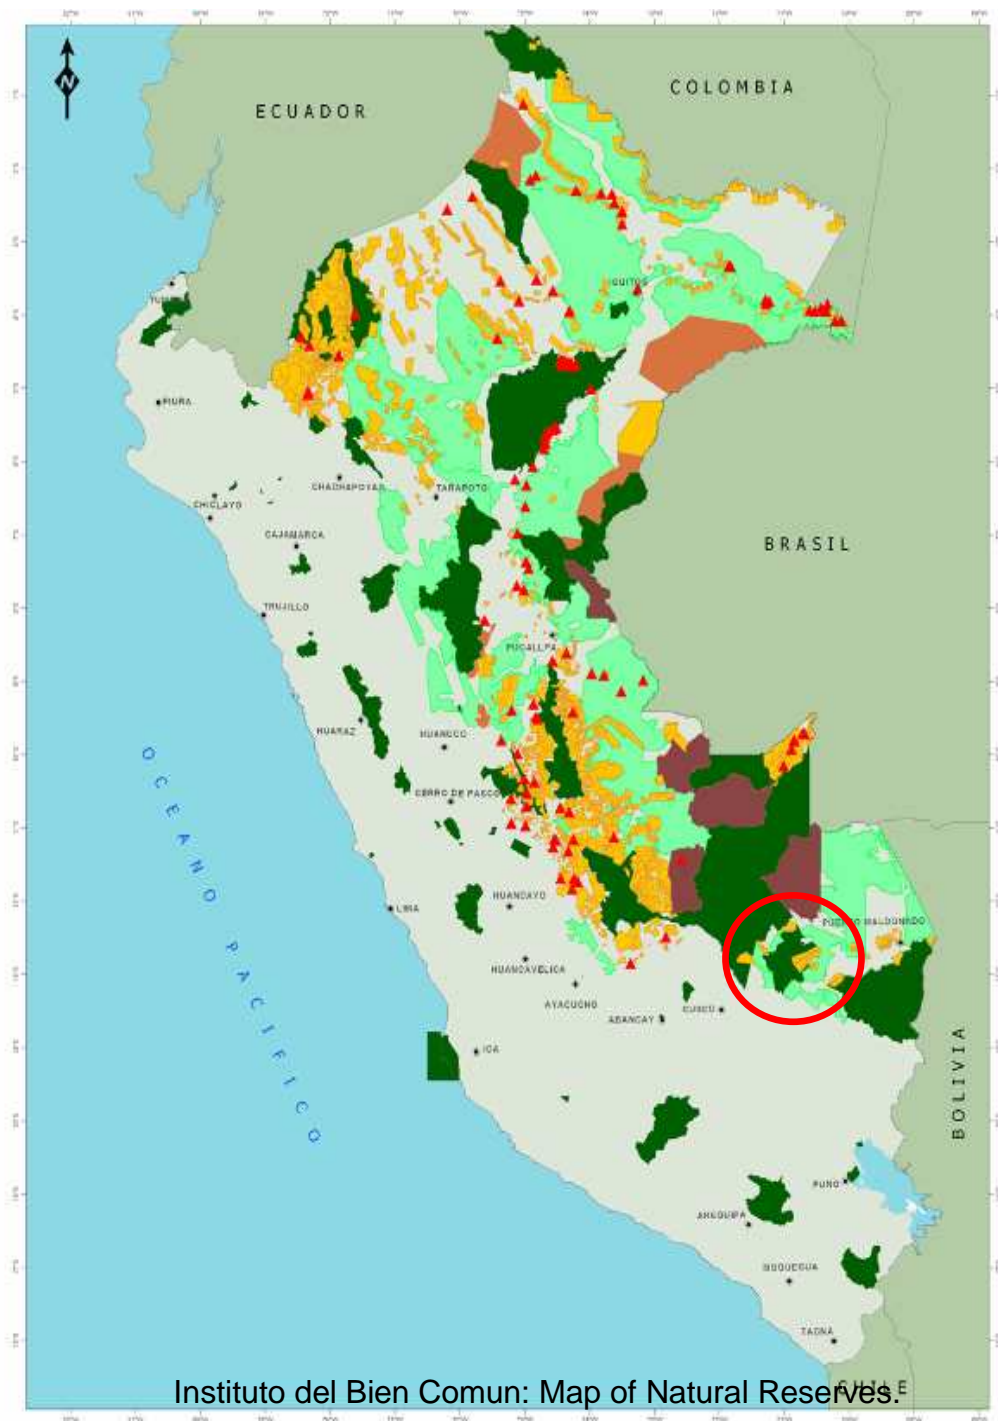 N
ECUADOR
COLOMBIA
IQUITOS
PIURA
CHACHAPOYAS
TARAPOTO
CHICLAYO
CAJAMARCA
BRASIL
TRUJILLO
PUCALLPA
HUARAZ
HUANUCO
CERRO DE PASCO
OCEANO PACIFICO
LIMA
HUANCAYO
PUERTO MALDONADO
HUANCAVELICA
AYACUCHO
ABANCAY
CUSCO
ICA
BOLIVIA
PUNO
AREQUIPA
MOQUEGUA
TACNA
CHILE
Instituto del Bien Comun: Map of Natural Reserves.